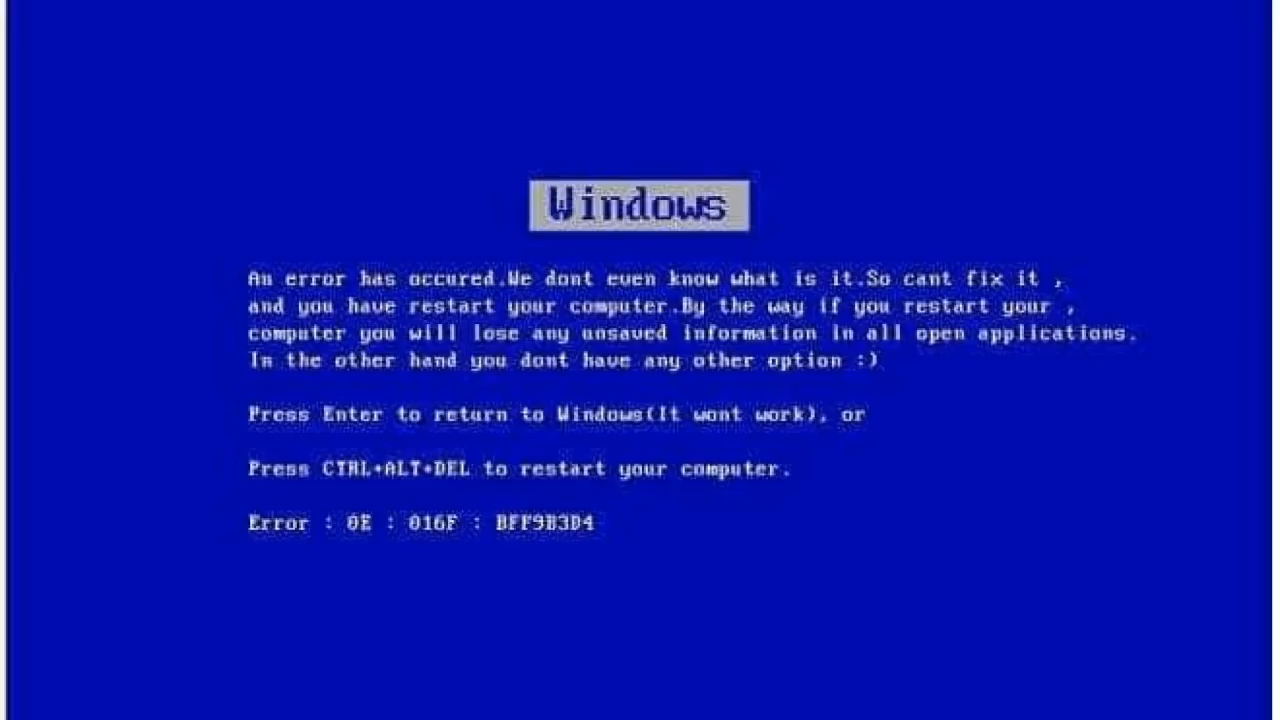 Windows
An error has occured.We dont even know what is it.So cant fix it ,
and you have restart your computer.By the way if you restart your ,
computer you will lose any unsaved information in all open applications.
In the other hand you dont have any other option :)
Press Enter to return to Windows(It wont work), or
Press CTRL+ALT+DEL to restart your computer.
Error : 0E : 016F : BFF9B3D4